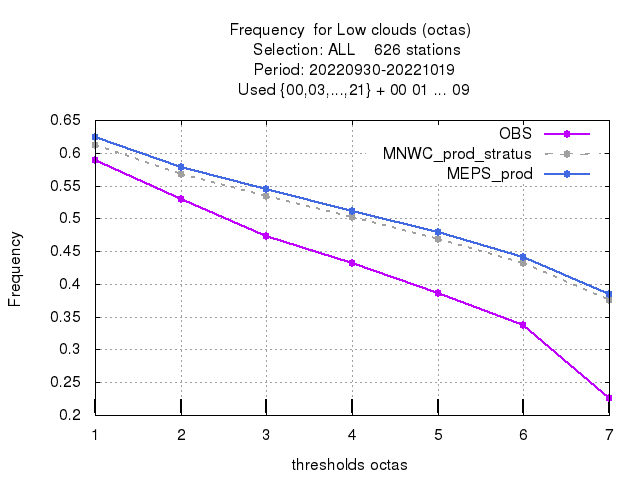 Frequency  for Low clouds (octas)
Selection: ALL    626 stations
Period: 20220930-20221019
Used {00,03,...,21} + 00 01 ... 09
0.65
0.6
0.55
0.5
0.45
0.4
0.35
0.3
0.25
0.2
Frequency
OBS
MNWC_prod_stratus
MEPS_prod
1 2 3 4 5 6 7
thresholds octas